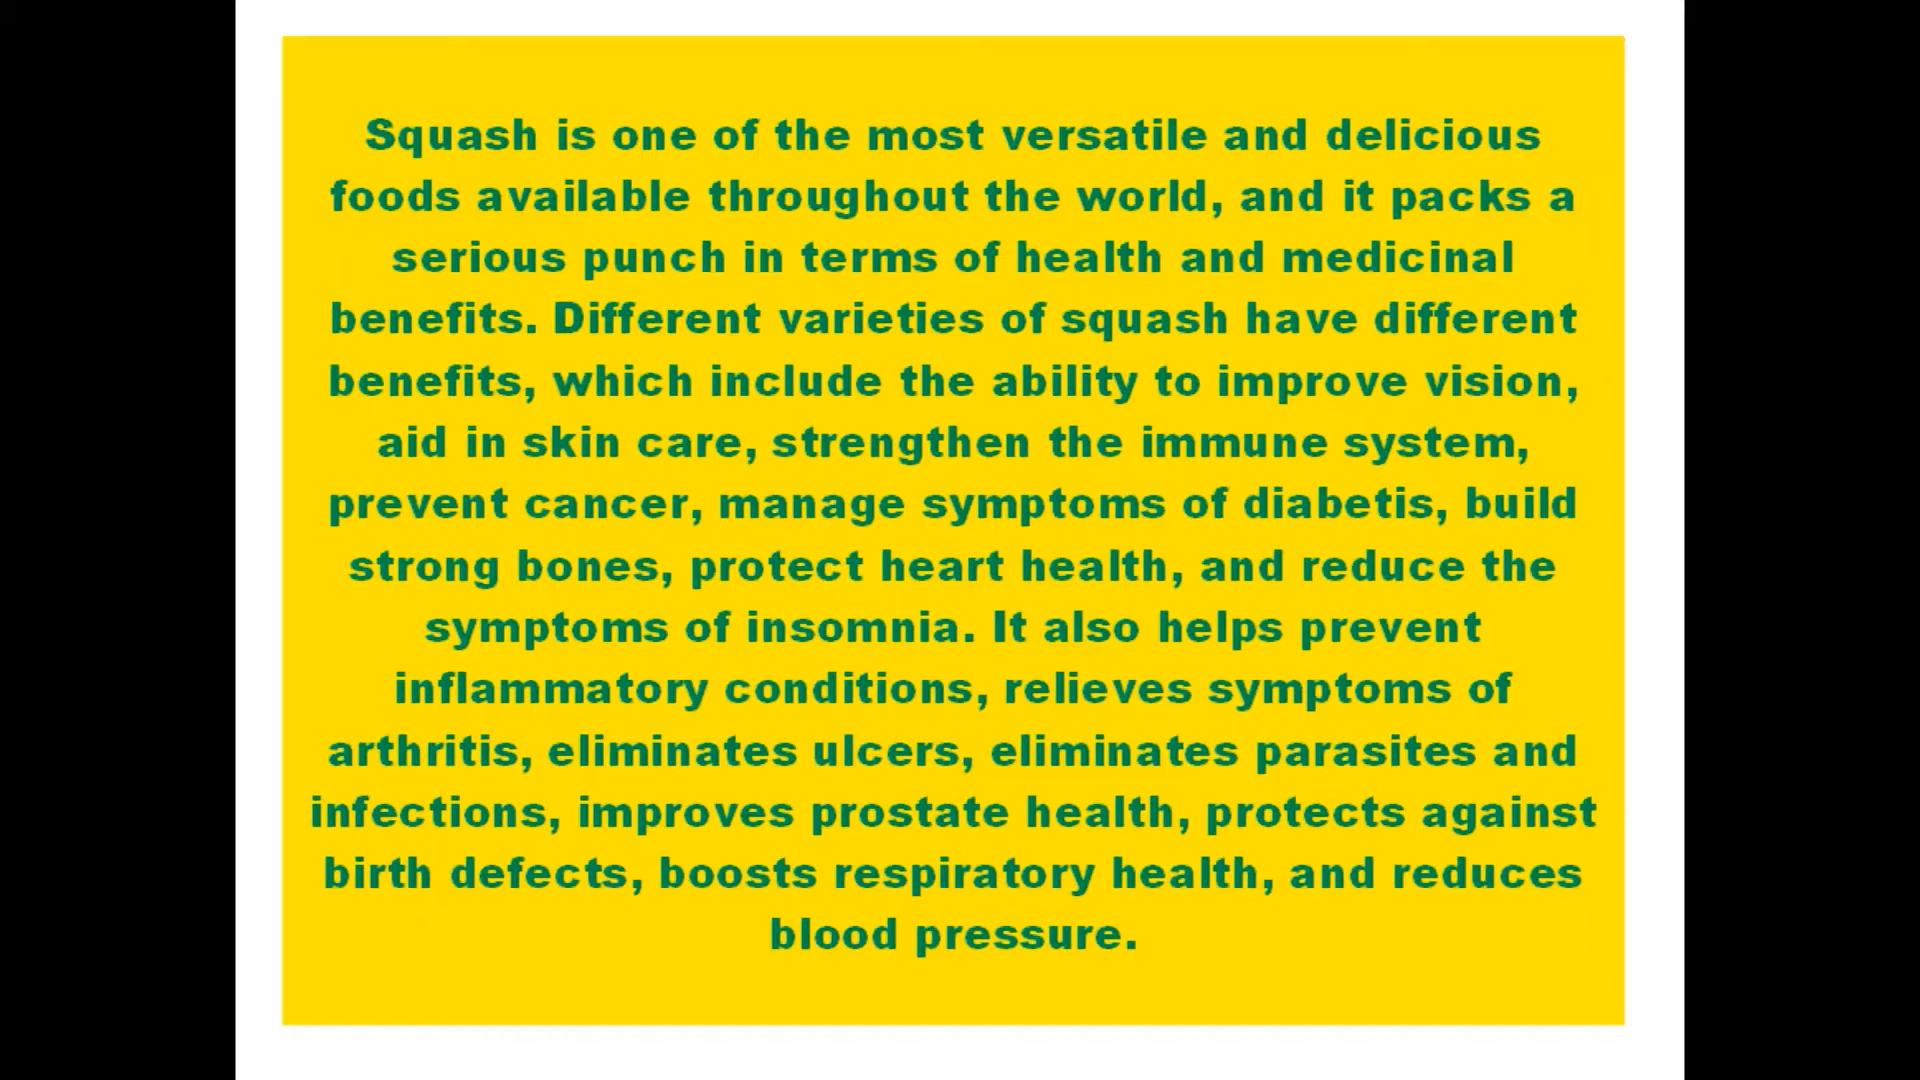 Squash is one of the most versatile and delicious
foods available throughout the world, and it packs a
serious punch in terms of health and medicinal
benefits. Different varieties of squash have different
benefits, which include the ability to improve vision,
aid in skin care, strengthen the immune system,
prevent cancer, manage symptoms of diabetis, build
strong bones, protect heart health, and reduce the
symptoms of insomnia. It also helps prevent
inflammatory conditions, relieves symptoms of
arthritis, eliminates ulcers, eliminates parasites and
infections, improves prostate health, protects against
birth defects, boosts respiratory health, and reduces
blood pressure.